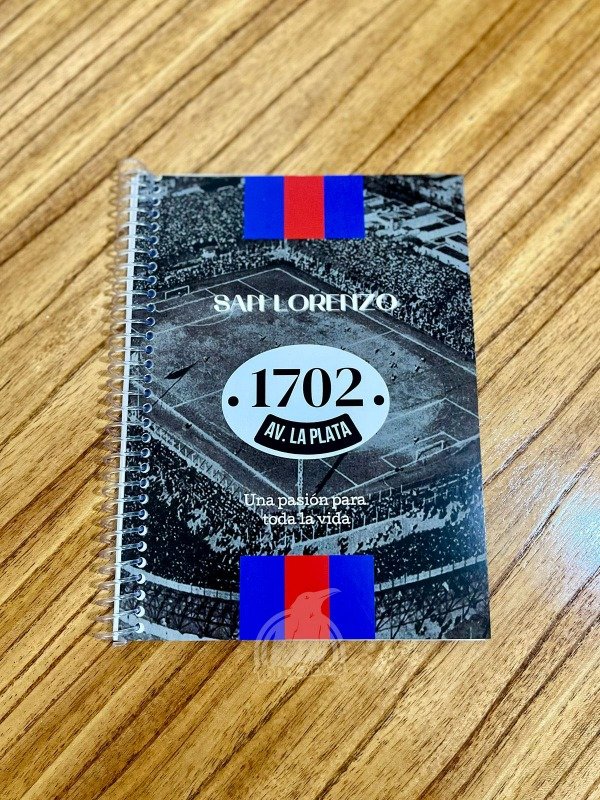 SAN LORENZO
1702
AV. LA PLATA
Una pasión para
toda la vida